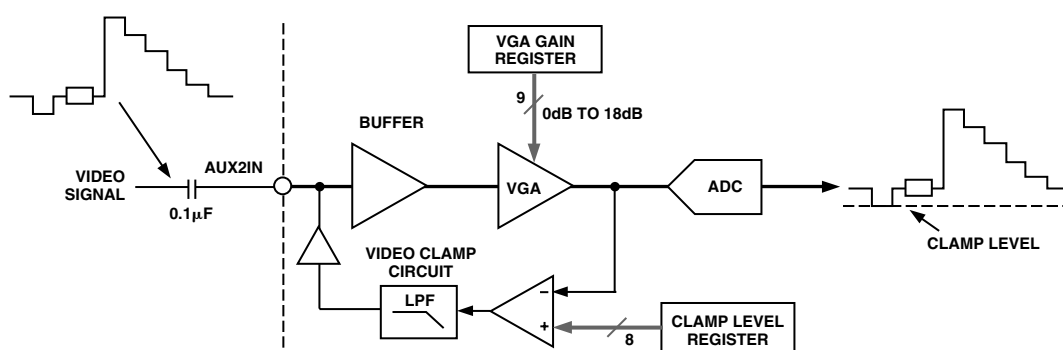 VGA GAIN
REGISTER
9
0dB TO 18dB
BUFFER
AUX2IN
VIDEO
SIGNAL
0.1μF
VGA
ADC
CLAMP LEVEL
VIDEO CLAMP
CIRCUIT
LPF
–
+
8
CLAMP LEVEL
REGISTER